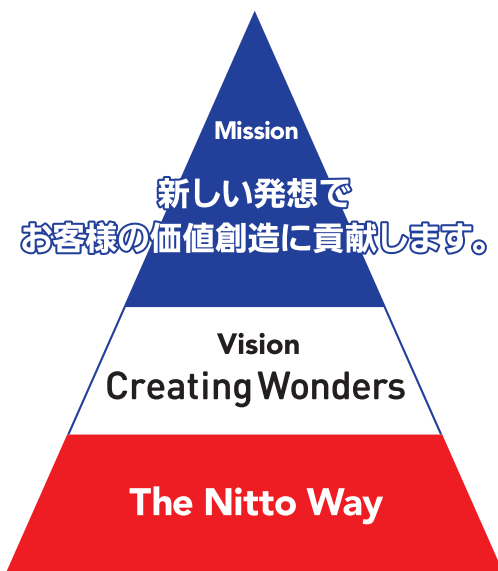 Mission
新しい発想で
お客様の価値創造に貢献します。
Vision
Creating Wonders
The Nitto Way